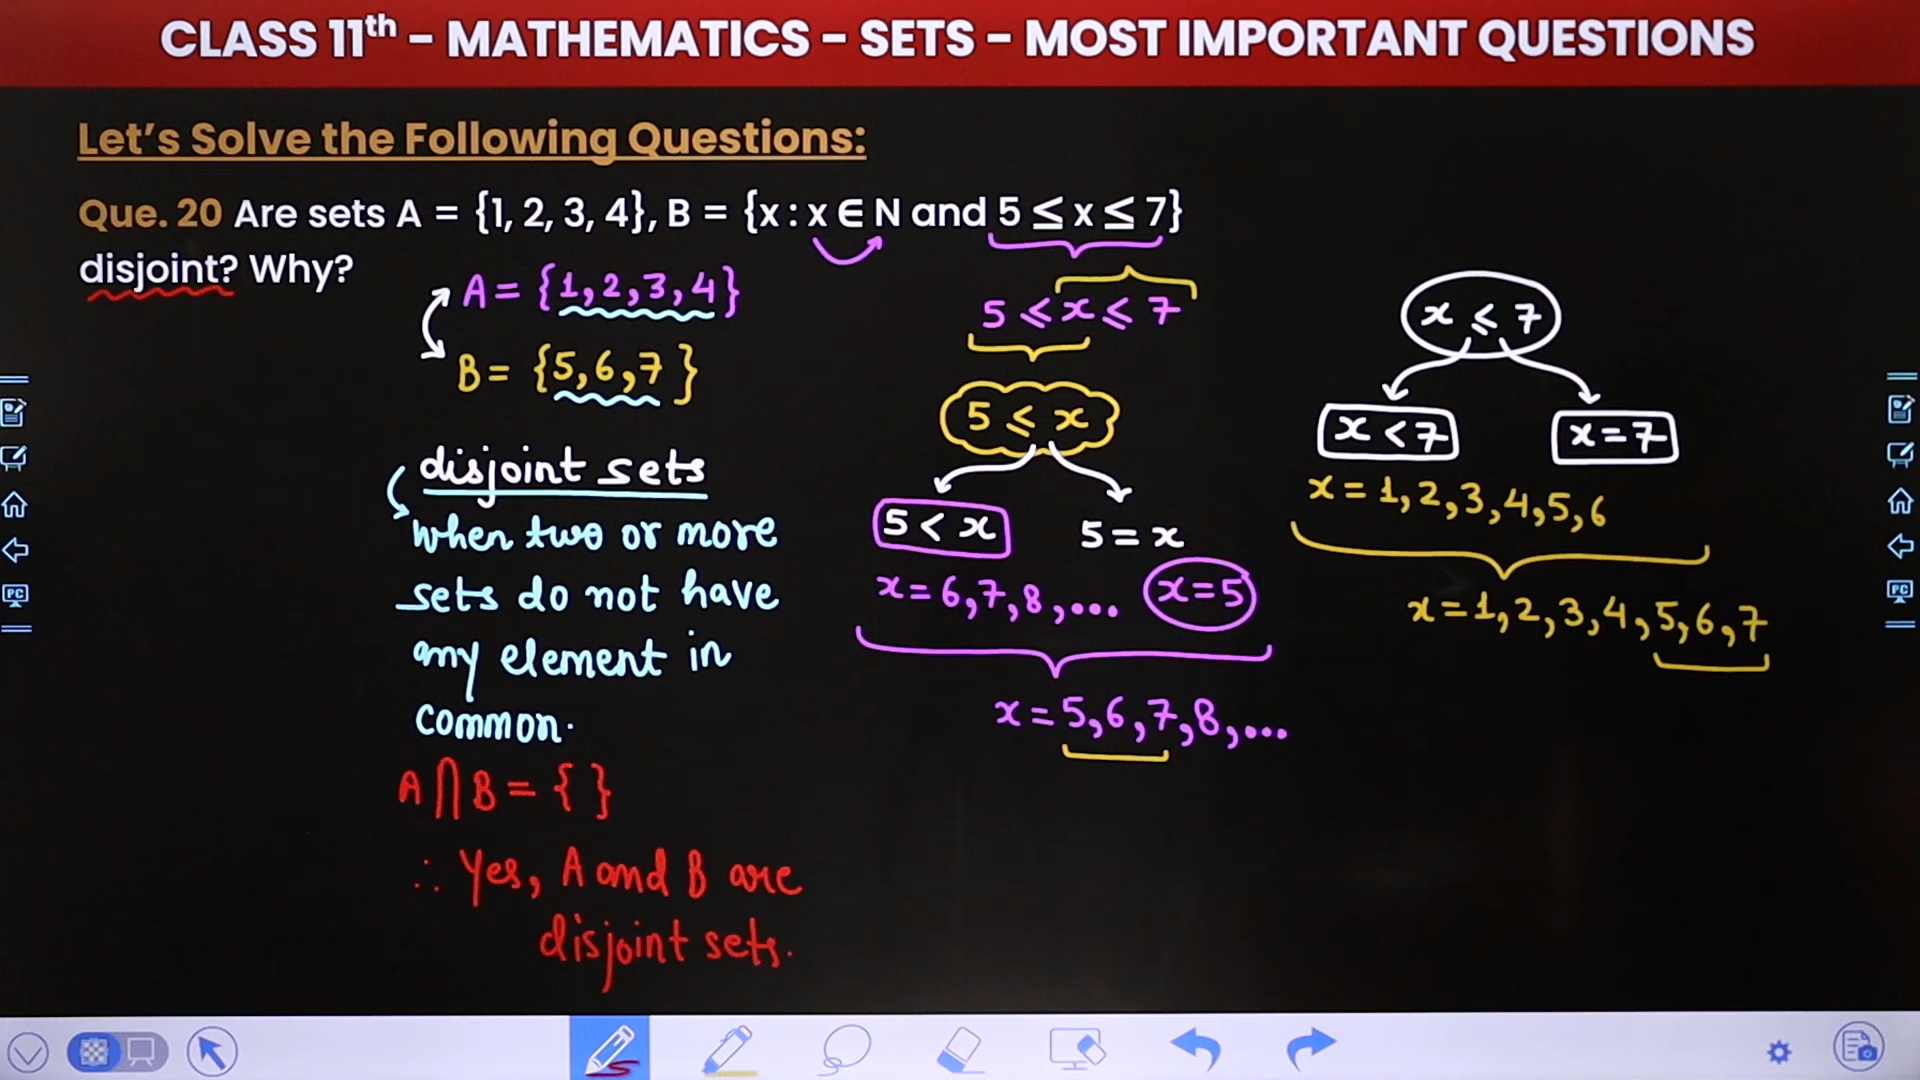 CLASS 11th - MATHEMATICS - SETS - MOST IMPORTANT QUESTIONS
Let's Solve the Following Questions:
Que. 20 Are sets A = {1, 2, 3, 4}, B = {x : x ∈ N and 5 ≤ x ≤ 7}
disjoint? Why?
A = {1,2,3,4}
B = {5,6,7}
disjoint sets
When two or more
sets do not have
any element in
common.
A∩B = { }
∴ Yes, A and B are
disjoint sets.
5 ≤ x ≤ 7
5 ≤ x
5 < x
5 = x
x = 6,7,8,...
x = 5
x = 5,6,7,8,...
x ≤ 7
x < 7
x = 7
x = 1,2,3,4,5,6
x = 1,2,3,4,5,6,7
PC
PC